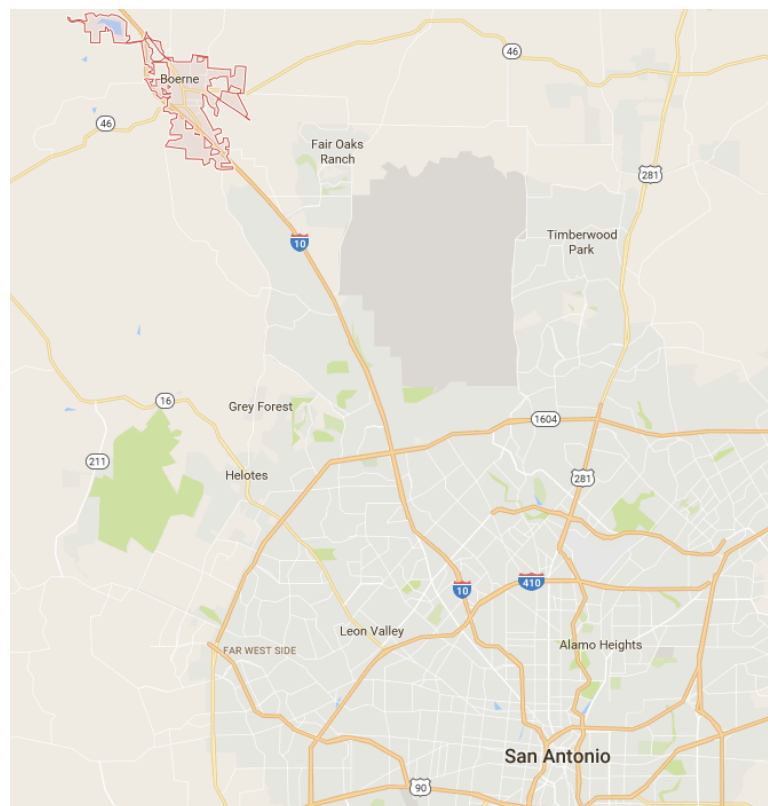 46
Boerne
46
Fair Oaks
Ranch
281
10
Timberwood
Park
16
Grey Forest
1604
211
Helotes
281
410
10
Leon Valley
FAR WEST SIDE
Alamo Heights
San Antonio
90